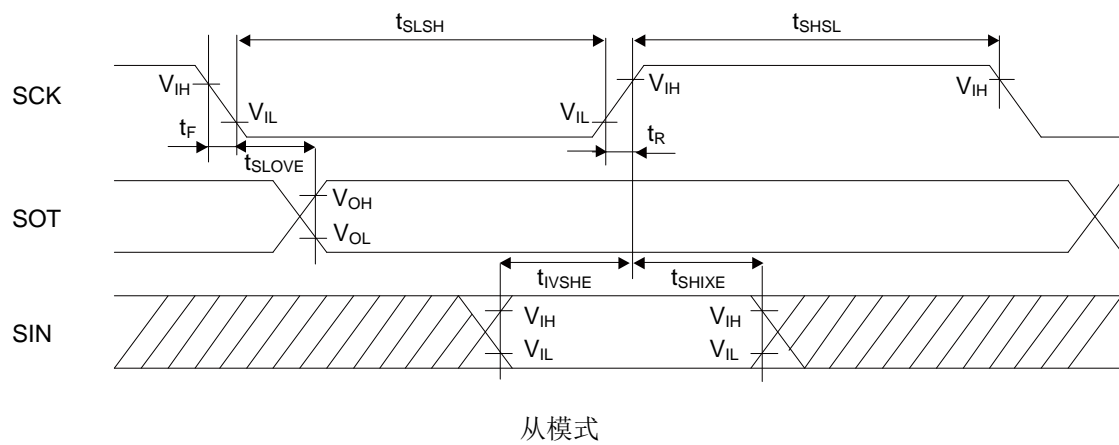 tSLSH tSHSL
SCK VIH VIL VIL VIH VIH
tF tSLOVE tR
SOT VOH
VOL
tIVSHE tSHIXE
SIN VIH VIH
VIL VIL
从模式